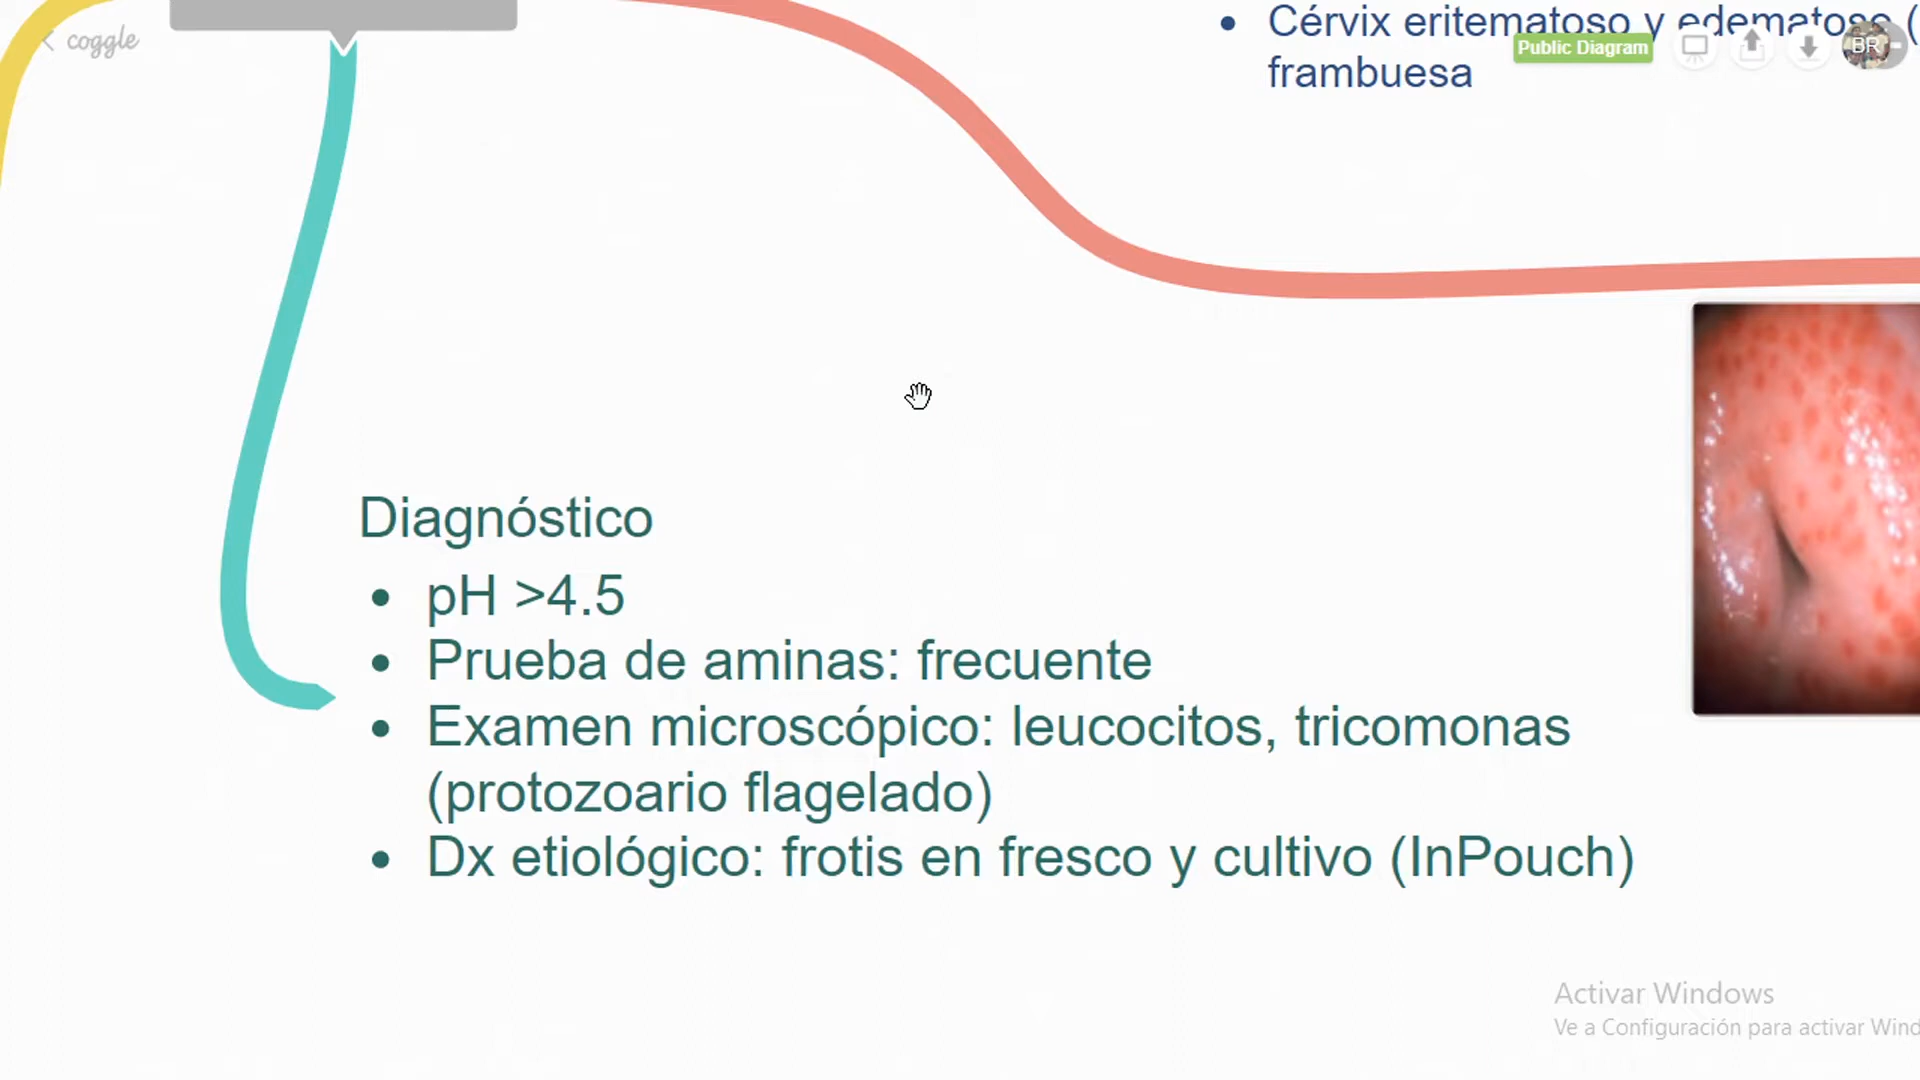 coggle
• Cérvix eritematoso y edematoso (
frambuesa
Public Diagram
BR
Diagnóstico
• pH >4.5
• Prueba de aminas: frecuente
• Examen microscópico: leucocitos, tricomonas
(protozoario flagelado)
• Dx etiológico: frotis en fresco y cultivo (InPouch)
Activar Windows
Ve a Configuración para activar Wind